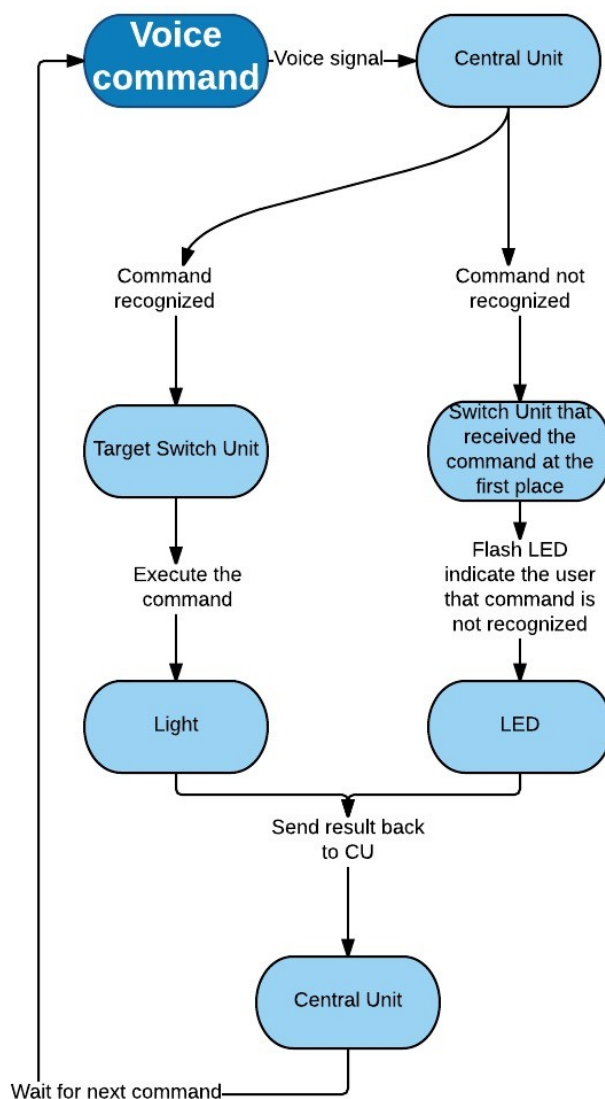 Voice
command
Voice signal
Central Unit
Command
recognized
Command not
recognized
Target Switch Unit
Switch Unit that
received the
command at the
first place
Execute the
command
Flash LED
indicate the user
that command is
not recognized
Light
LED
Send result back
to CU
Central Unit
Wait for next command